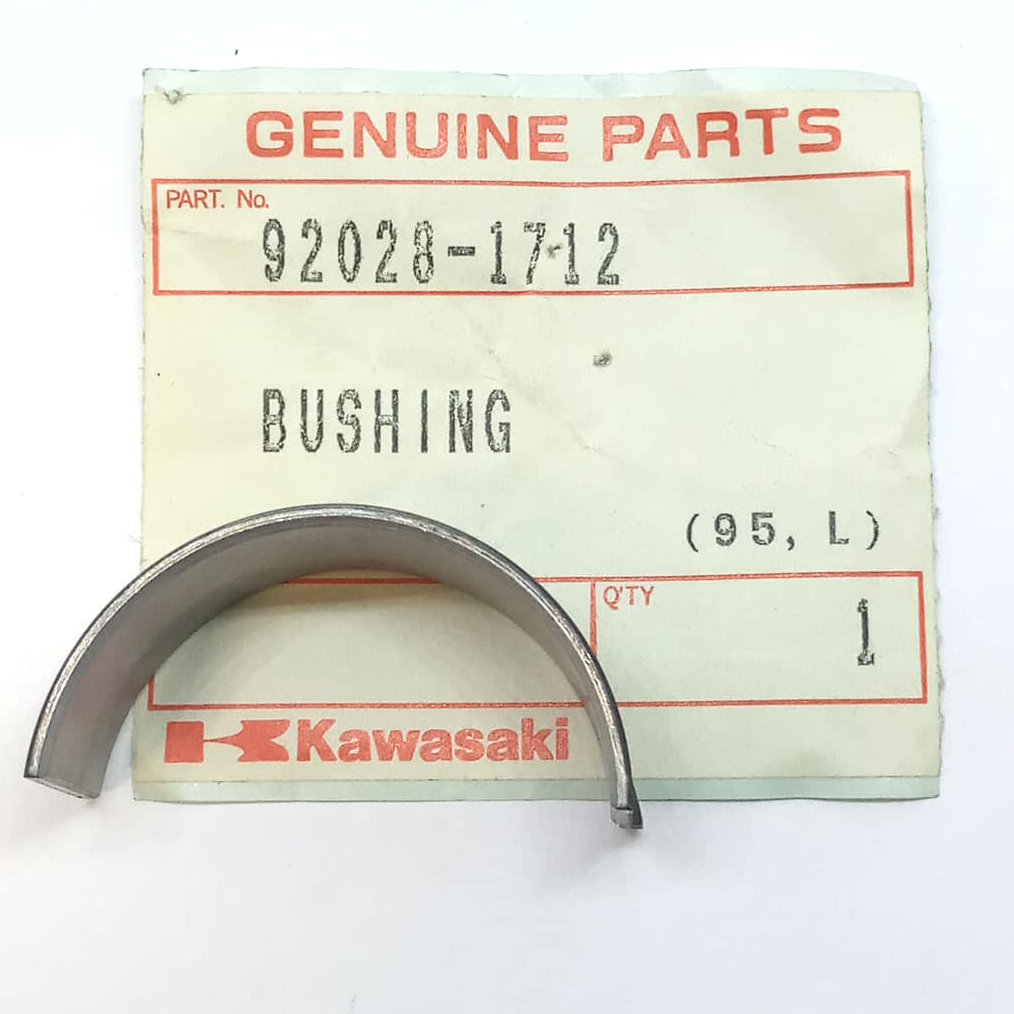 GENUINE PARTS
PART. No.
92028-1712
BUSHING
(95, L)
Q'TY
1
Kawasaki